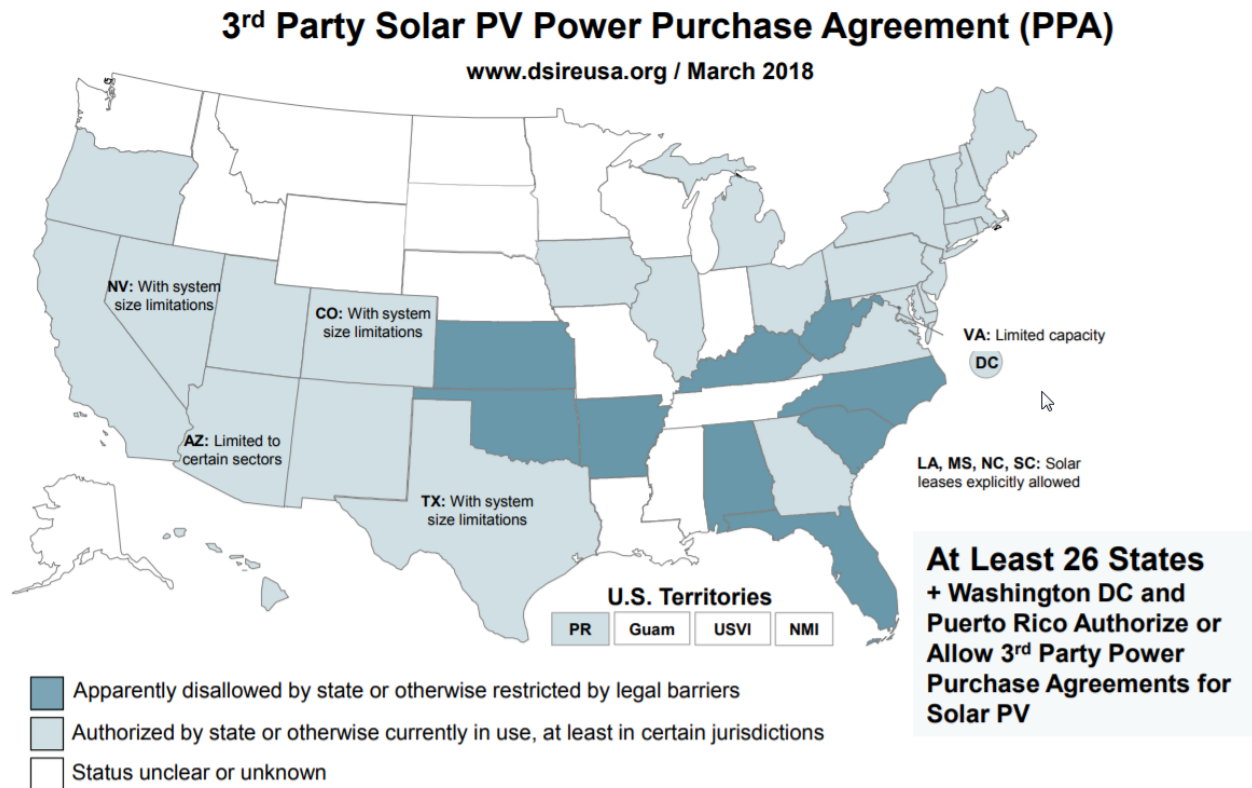 3rd Party Solar PV Power Purchase Agreement (PPA)
www.dsireusa.org / March 2018
NV: With system
size limitations
CO: With system
size limitations
VA: Limited capacity
DC
AZ: Limited to
certain sectors
LA, MS, NC, SC: Solar
leases explicitly allowed
TX: With system
size limitations
At Least 26 States
+ Washington DC and
Puerto Rico Authorize or
Allow 3rd Party Power
Purchase Agreements for
Solar PV
U.S. Territories
PR Guam USVI NMI
Apparently disallowed by state or otherwise restricted by legal barriers
Authorized by state or otherwise currently in use, at least in certain jurisdictions
Status unclear or unknown